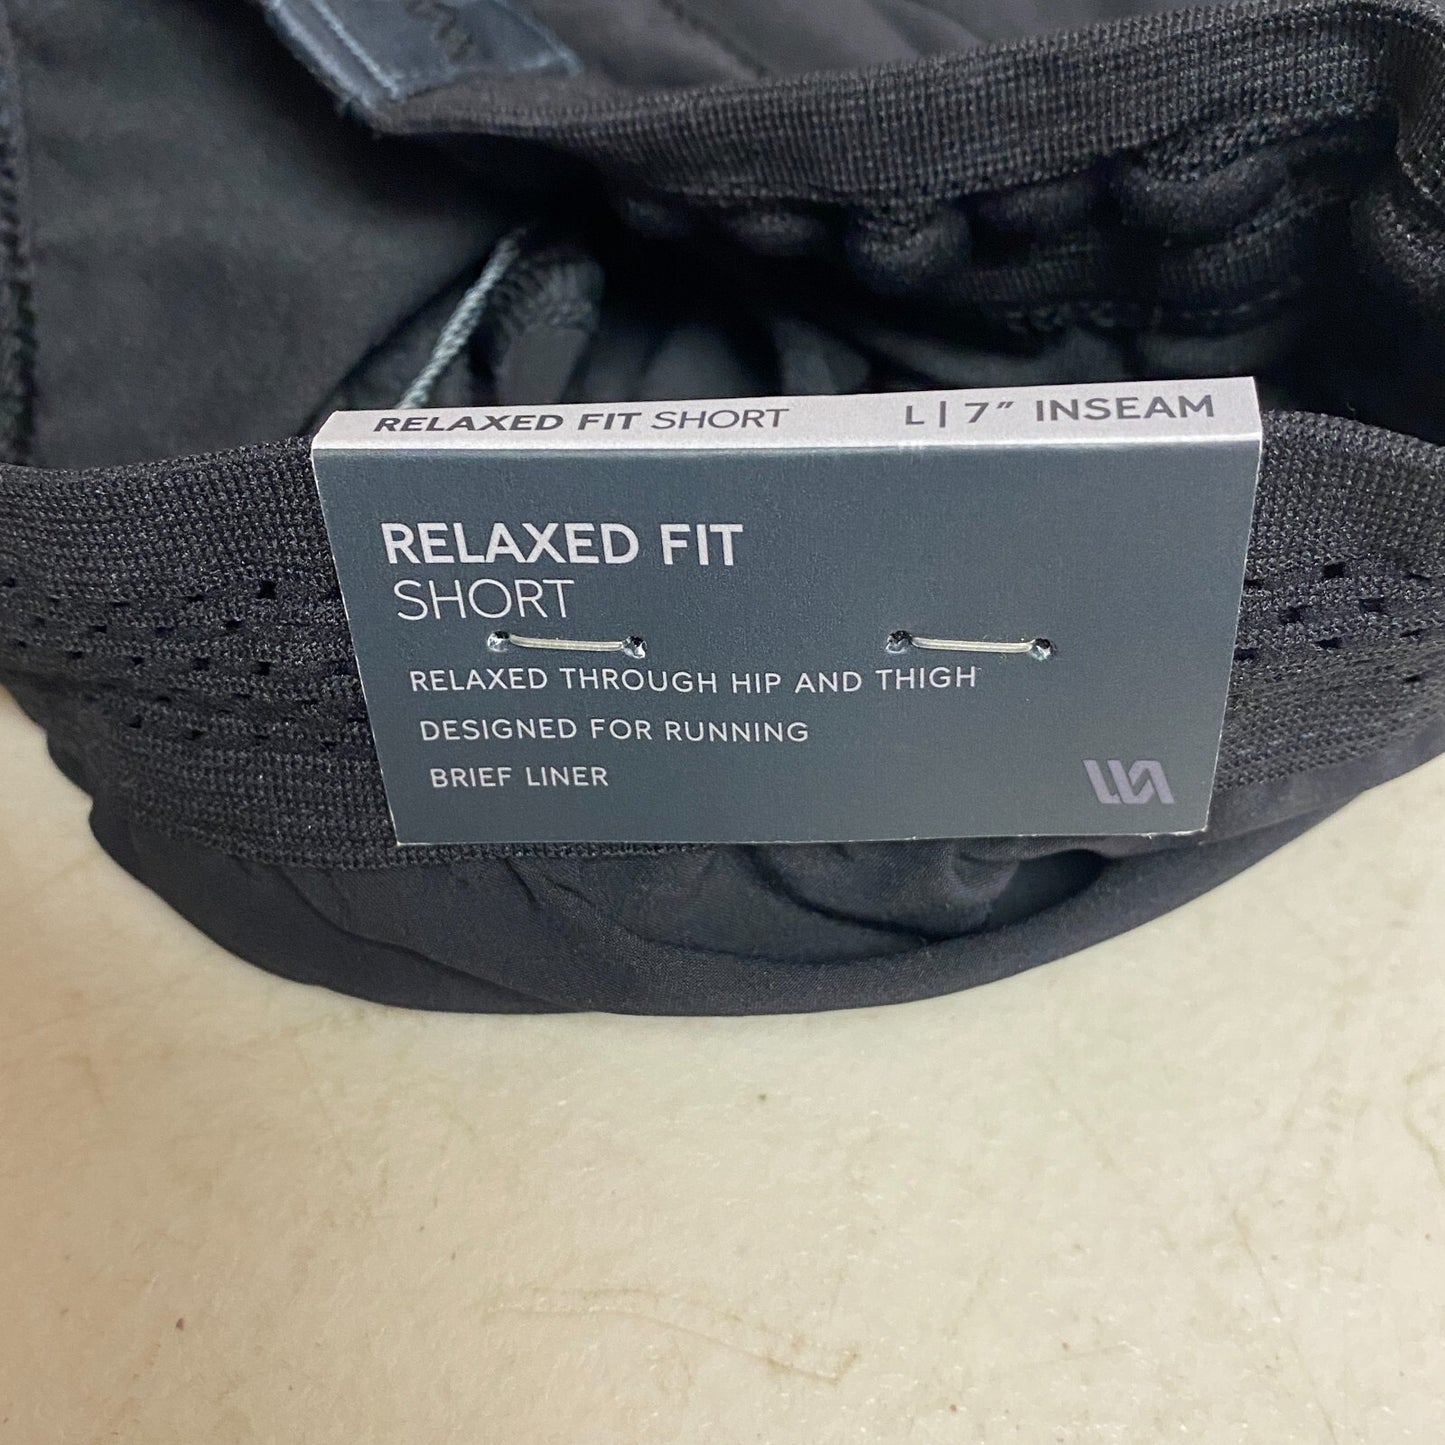 RELAXED FIT SHORT L | 7" INSEAM
RELAXED FIT
SHORT
RELAXED THROUGH HIP AND THIGH
DESIGNED FOR RUNNING
BRIEF LINER